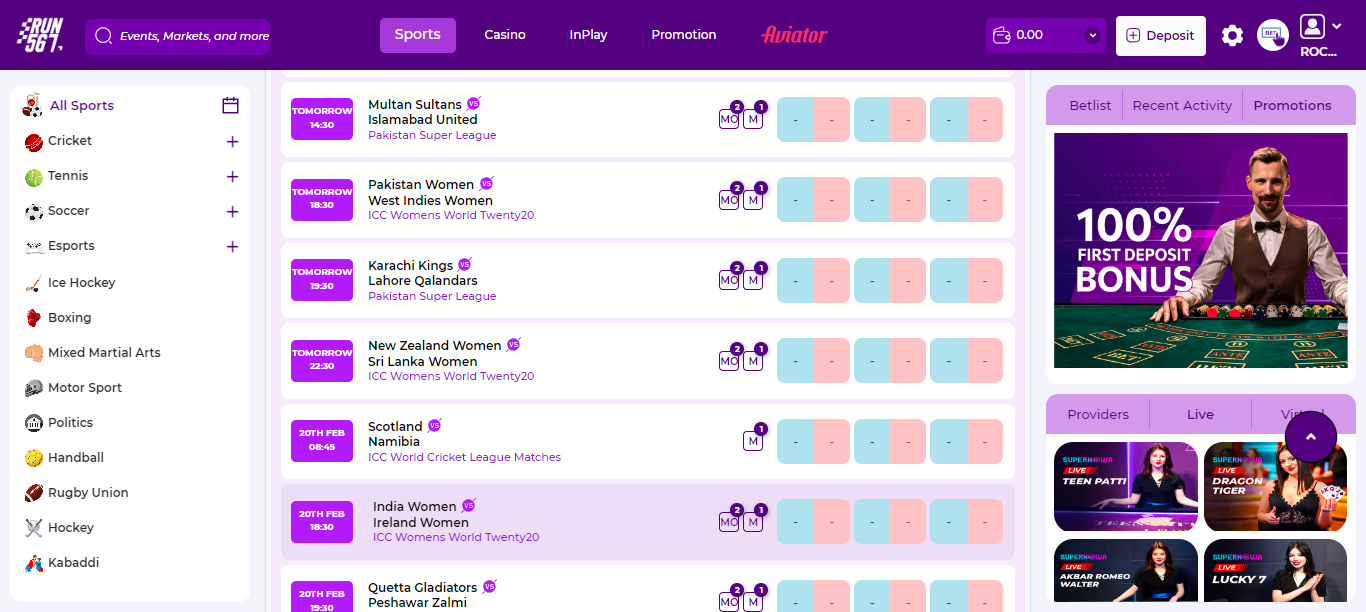 RUN
567
Events, Markets, and more
Sports
Casino
InPlay
Promotion
Aviator
0.00
Deposit
BET
ROC...
All Sports
Cricket
Tennis
Soccer
Esports
Ice Hockey
Boxing
Mixed Martial Arts
Motor Sport
Politics
Handball
Rugby Union
Hockey
Kabaddi
TOMORROW
14:30
Multan Sultans VS
Islamabad United
Pakistan Super League
MO 2 M 1
- - - - - -
TOMORROW
18:30
Pakistan Women VS
West Indies Women
ICC Womens World Twenty20
MO 2 M 1
- - - - - -
TOMORROW
19:30
Karachi Kings VS
Lahore Qalandars
Pakistan Super League
MO 2 M 1
- - - - - -
TOMORROW
22:30
New Zealand Women VS
Sri Lanka Women
ICC Womens World Twenty20
MO 2 M 1
- - - - - -
20TH FEB
08:45
Scotland VS
Namibia
ICC World Cricket League Matches
M 1
- - - - - -
20TH FEB
18:30
India Women VS
Ireland Women
ICC Womens World Twenty20
MO 2 M 1
- - - - - -
20TH FEB
19:30
Quetta Gladiators VS
Peshawar Zalmi
MO 2 M 1
- - - - - -
Betlist
Recent Activity
Promotions
100%
FIRST DEPOSIT
BONUS
ANTE
ANTE
Providers
Live
SUPERNOWA
LIVE
TEEN PATTI
SUPERNOWA
LIVE
DRAGON
TIGER
SUPERNOWA
LIVE
AKBAR ROMEO
WALTER
SUPERNOWA
LIVE
LUCKY 7